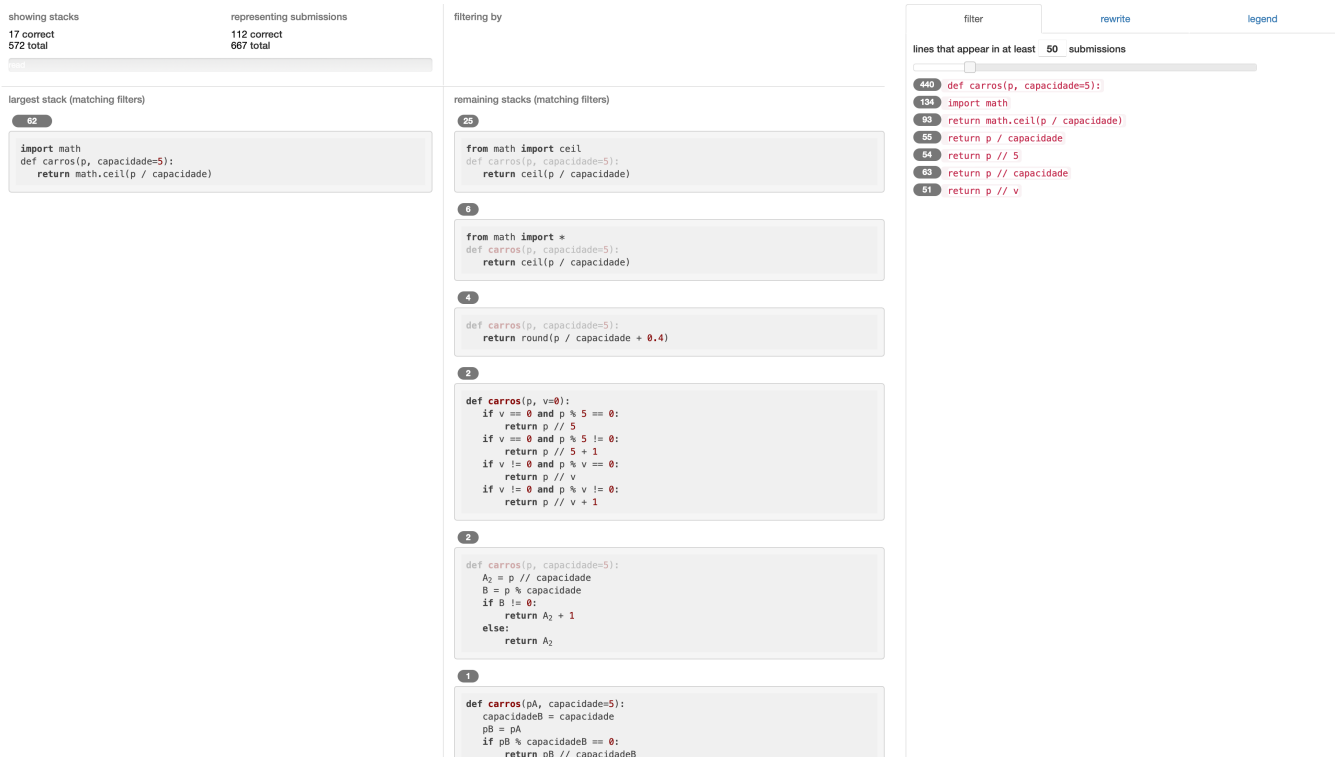 showing stacks
representing submissions
17 correct
572 total
112 correct
667 total
largest stack (matching filters)
62
import math
def carros(p, capacidade=5):
return math.ceil(p / capacidade)
filtering by
remaining stacks (matching filters)
25
from math import ceil
def carros(p, capacidade=5):
return ceil(p / capacidade)
6
from math import *
def carros(p, capacidade=5):
return ceil(p / capacidade)
4
def carros(p, capacidade=5):
return round(p / capacidade + 0.4)
2
def carros(p, v=0):
if v == 0 and p % 5 == 0:
return p // 5
if v == 0 and p % 5 != 0:
return p // 5 + 1
if v != 0 and p % v == 0:
return p // v
if v != 0 and p % v != 0:
return p // v + 1
2
def carros(p, capacidade=5):
A₂ = p // capacidade
B = p % capacidade
if B != 0:
return A₂ + 1
else:
return A₂
1
def carros(pA, capacidade=5):
capacidadeB = capacidade
pB = pA
if pB % capacidadeB == 0:
return pB // capacidadeB
filter
rewrite
legend
lines that appear in at least 50 submissions
440 def carros(p, capacidade=5):
134 import math
93 return math.ceil(p / capacidade)
55 return p / capacidade
54 return p // 5
63 return p // capacidade
51 return p // v